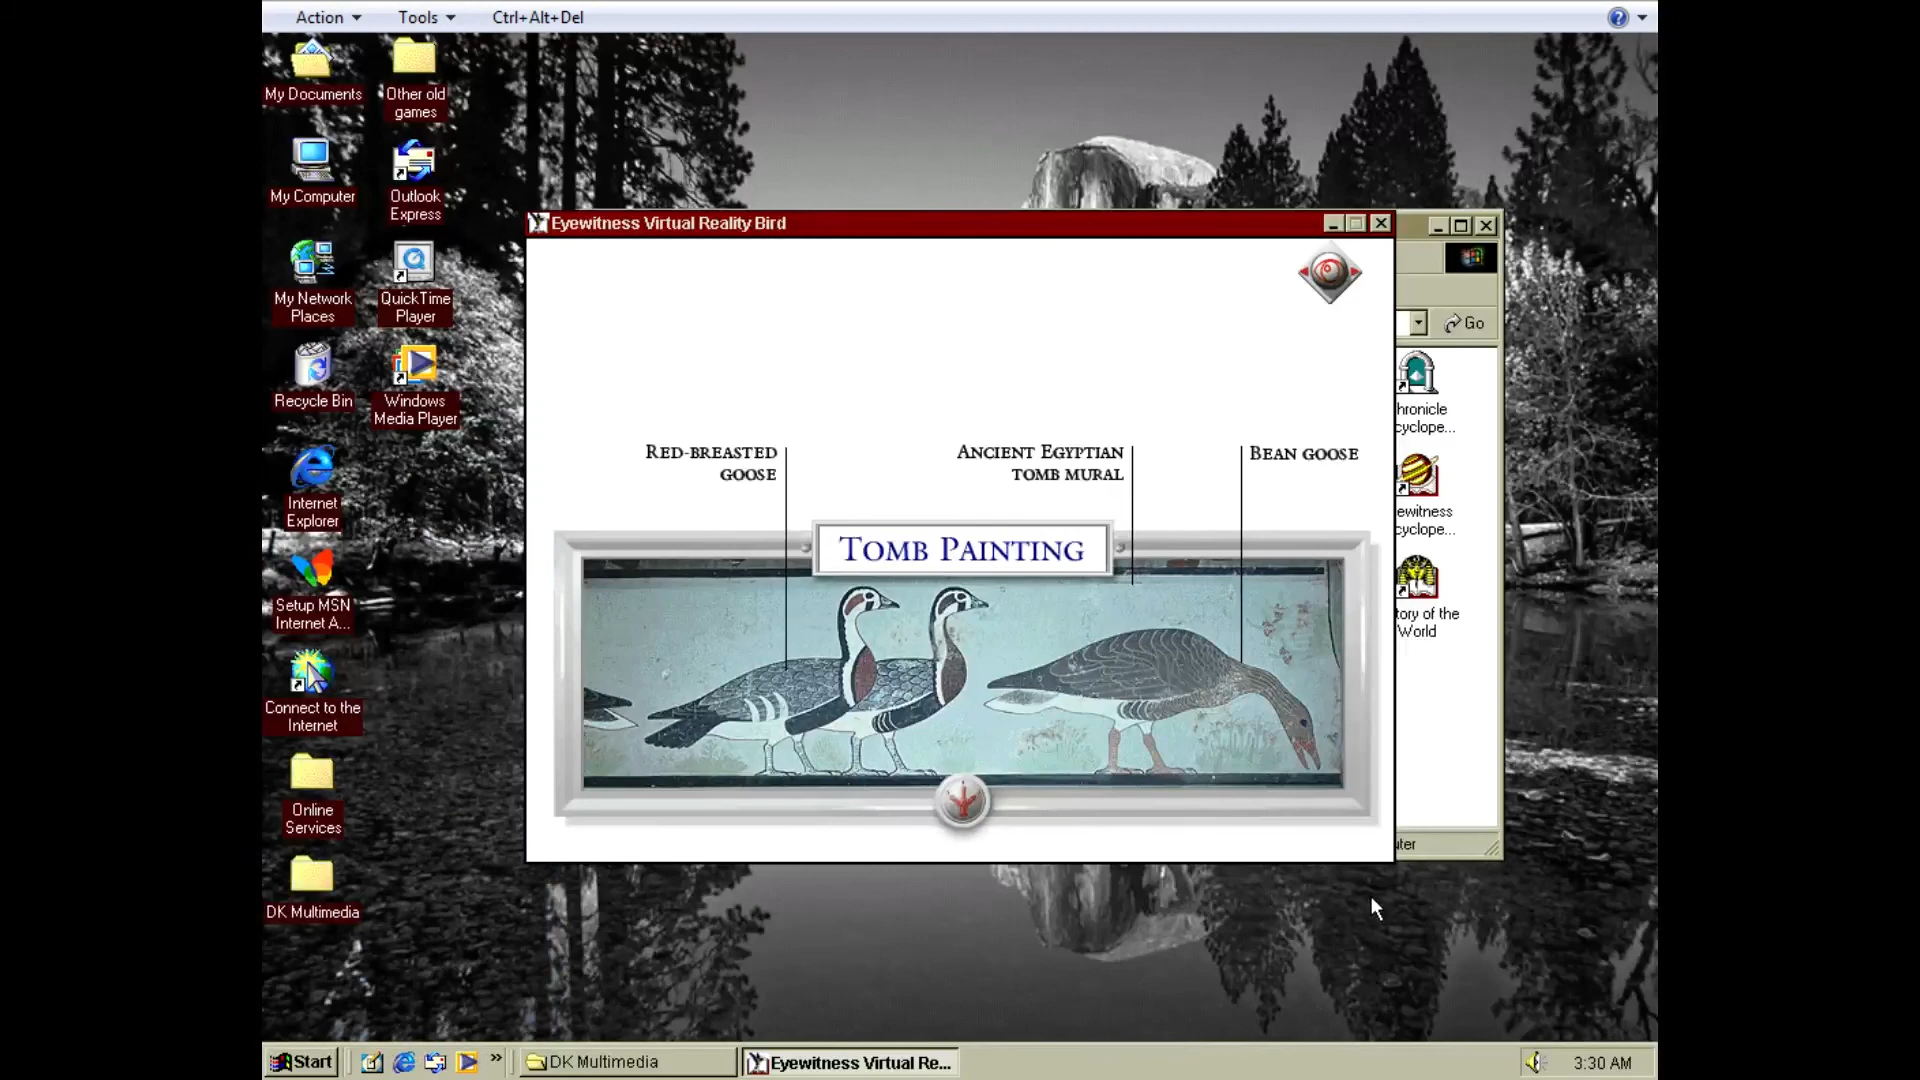 Action Tools Ctrl+Alt+Del
My Documents
Other old
games
My Computer
Outlook
Express
My Network
Places
QuickTime
Player
Recycle Bin
Windows
Media Player
Internet
Explorer
Setup MSN
Internet A...
Connect to the
Internet
Online
Services
DK Multimedia
Eyewitness Virtual Reality Bird
Red-breasted
goose
Ancient Egyptian
tomb mural
Bean goose
Tomb Painting
Go
hronicle
cyclope...
ewitness
cyclope...
tory of the
World
uter
Start
DK Multimedia
Eyewitness Virtual Re...
3:30 AM